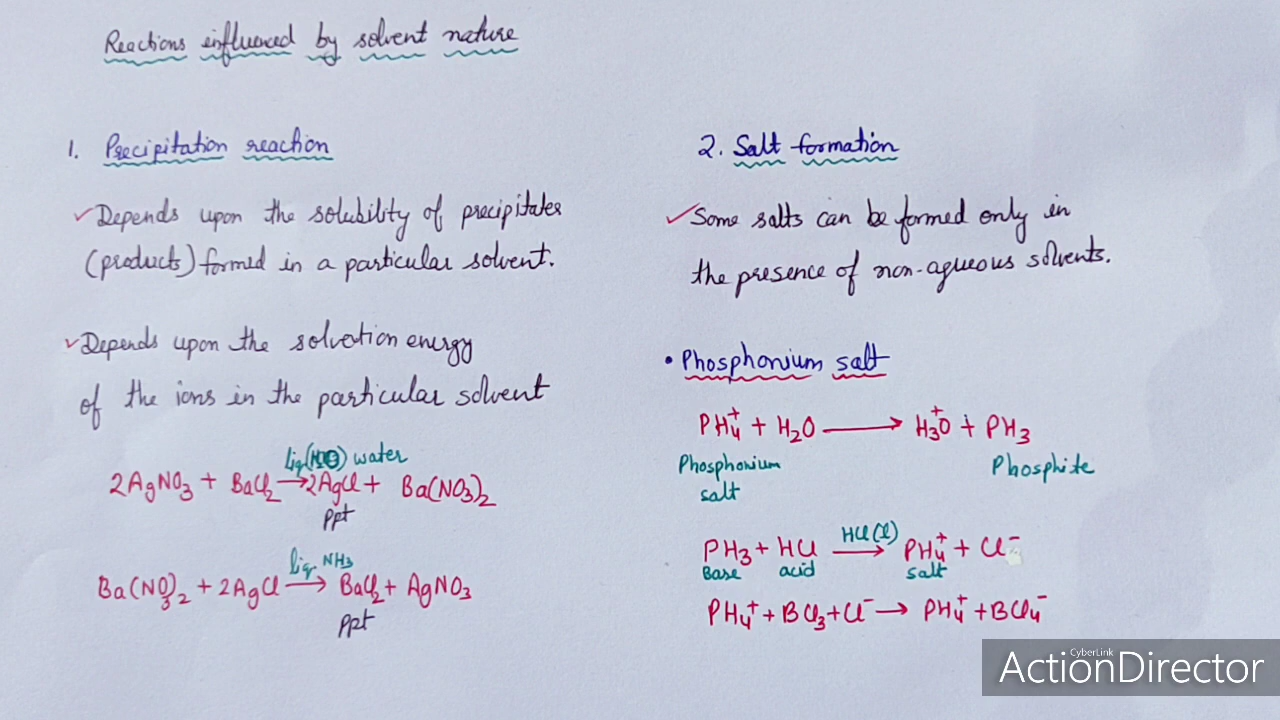 Reactions influenced by solvent nature
1. Precipitation reaction
✓Depends upon the solubility of precipitates
(products) formed in a particular solvent.
✓Depends upon the solvation energy
of the ions in the particular solvent
liq water
2AgNO₃ + BaCl₂ → 2AgCl + Ba(NO₃)₂
ppt
liq. NH₃
Ba(NO₃)₂ + 2AgCl → BaCl₂ + AgNO₃
ppt
2. Salt formation
✓Some salts can be formed only in
the presence of non-aqueous solvents.
• Phosphonium salt
PH₄⁺ + H₂O → H₃O⁺ + PH₃
Phosphonium Phosphite
salt
HCl(l)
PH₃ + HCl → PH₄⁺ + Cl⁻
Base acid salt
PH₄⁺ + BCl₃ + Cl⁻ → PH₄⁺ + BCl₄⁻
CyberLink
ActionDirector